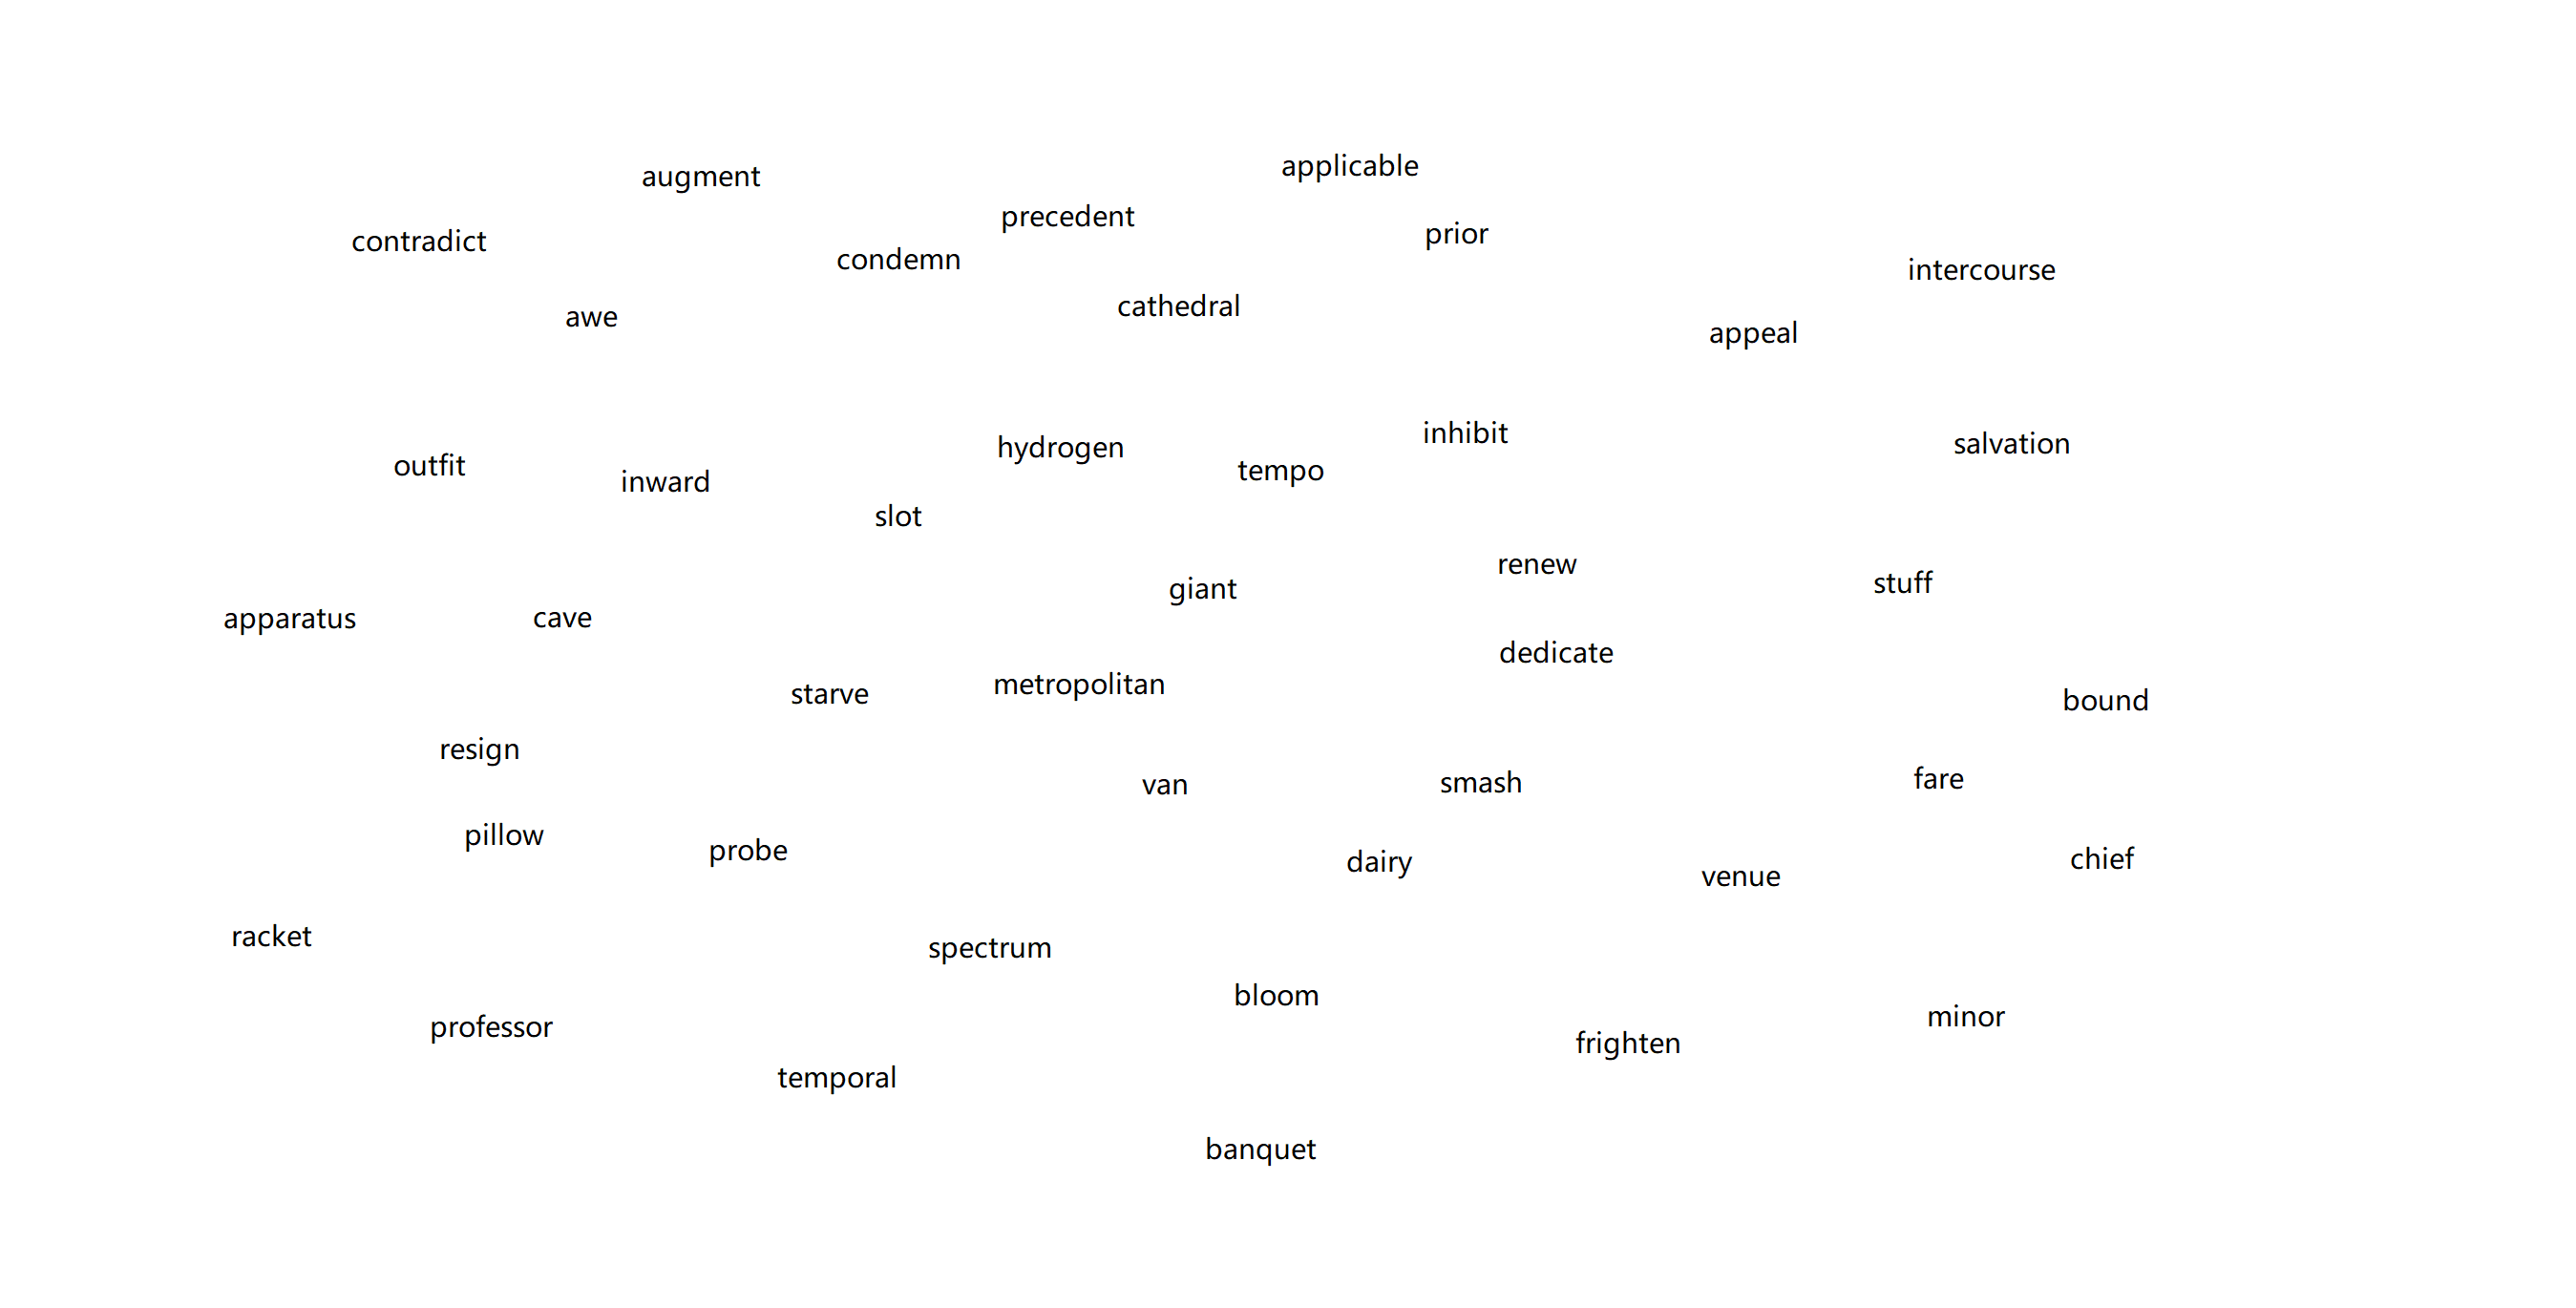 applicable
augment
precedent
prior
contradict
condemn
intercourse
cathedral
awe
appeal
inhibit
salvation
hydrogen
outfit
tempo
inward
slot
renew
stuff
giant
cave
apparatus
dedicate
metropolitan
starve
bound
resign
fare
smash
van
pillow
probe
chief
dairy
venue
racket
spectrum
bloom
minor
professor
frighten
temporal
banquet